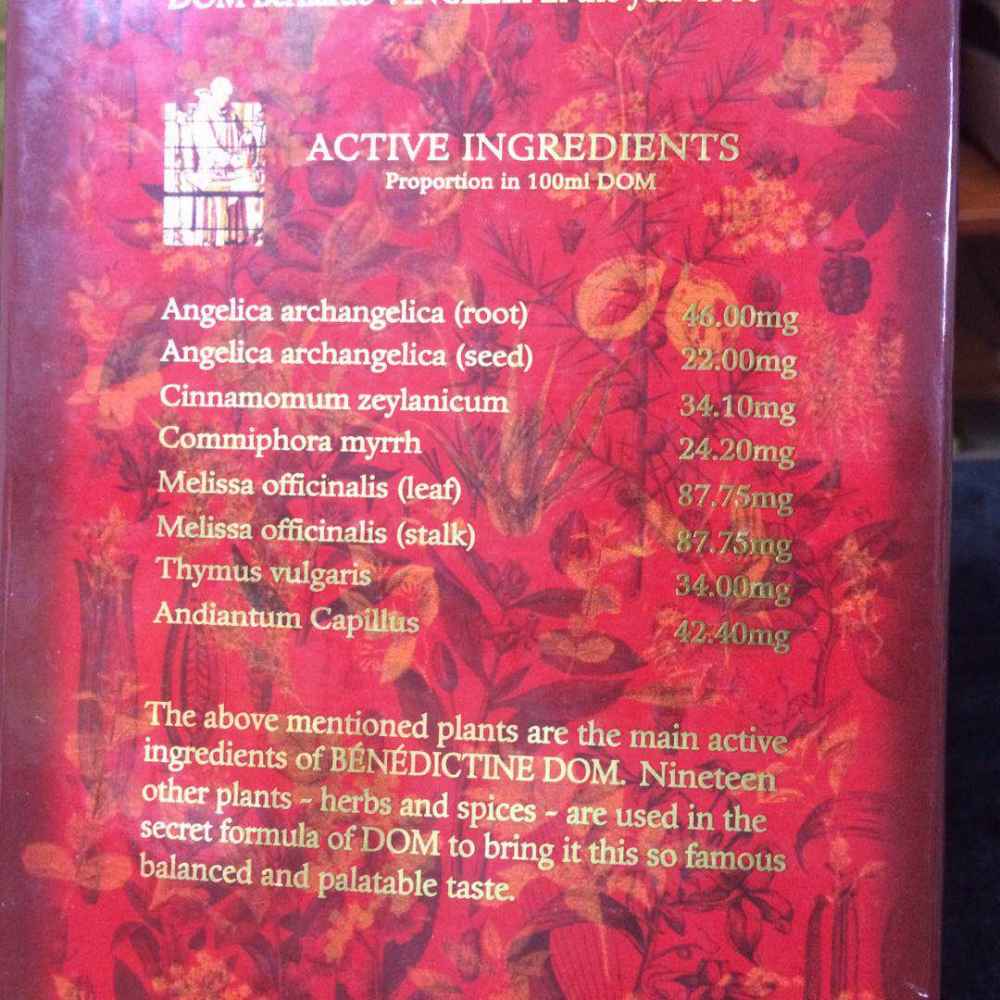 ACTIVE INGREDIENTS
Proportion in 100ml DOM
Angelica archangelica (root) 46.00mg
Angelica archangelica (seed) 22.00mg
Cinnamomum zeylanicum 34.10mg
Commiphora myrrh 24.20mg
Melissa officinalis (leaf) 87.75mg
Melissa officinalis (stalk) 87.75mg
Thymus vulgaris 34.00mg
Andiantum Capillus 42.40mg
The above mentioned plants are the main active
ingredients of BÉNÉDICTINE DOM. Nineteen
other plants - herbs and spices - are used in the
secret formula of DOM to bring it this so famous
balanced and palatable taste.